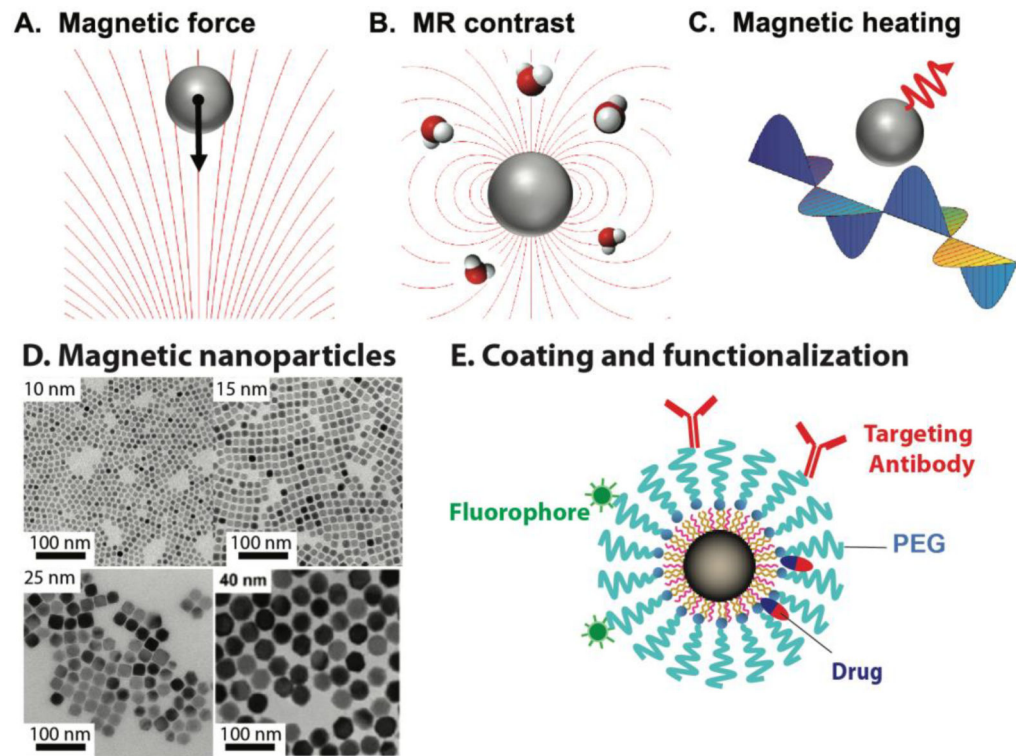 A. Magnetic force
B. MR contrast
C. Magnetic heating
D. Magnetic nanoparticles
10 nm
15 nm
100 nm
100 nm
25 nm
40 nm
100 nm
100 nm
E. Coating and functionalization
Targeting
Antibody
Fluorophore
PEG
Drug